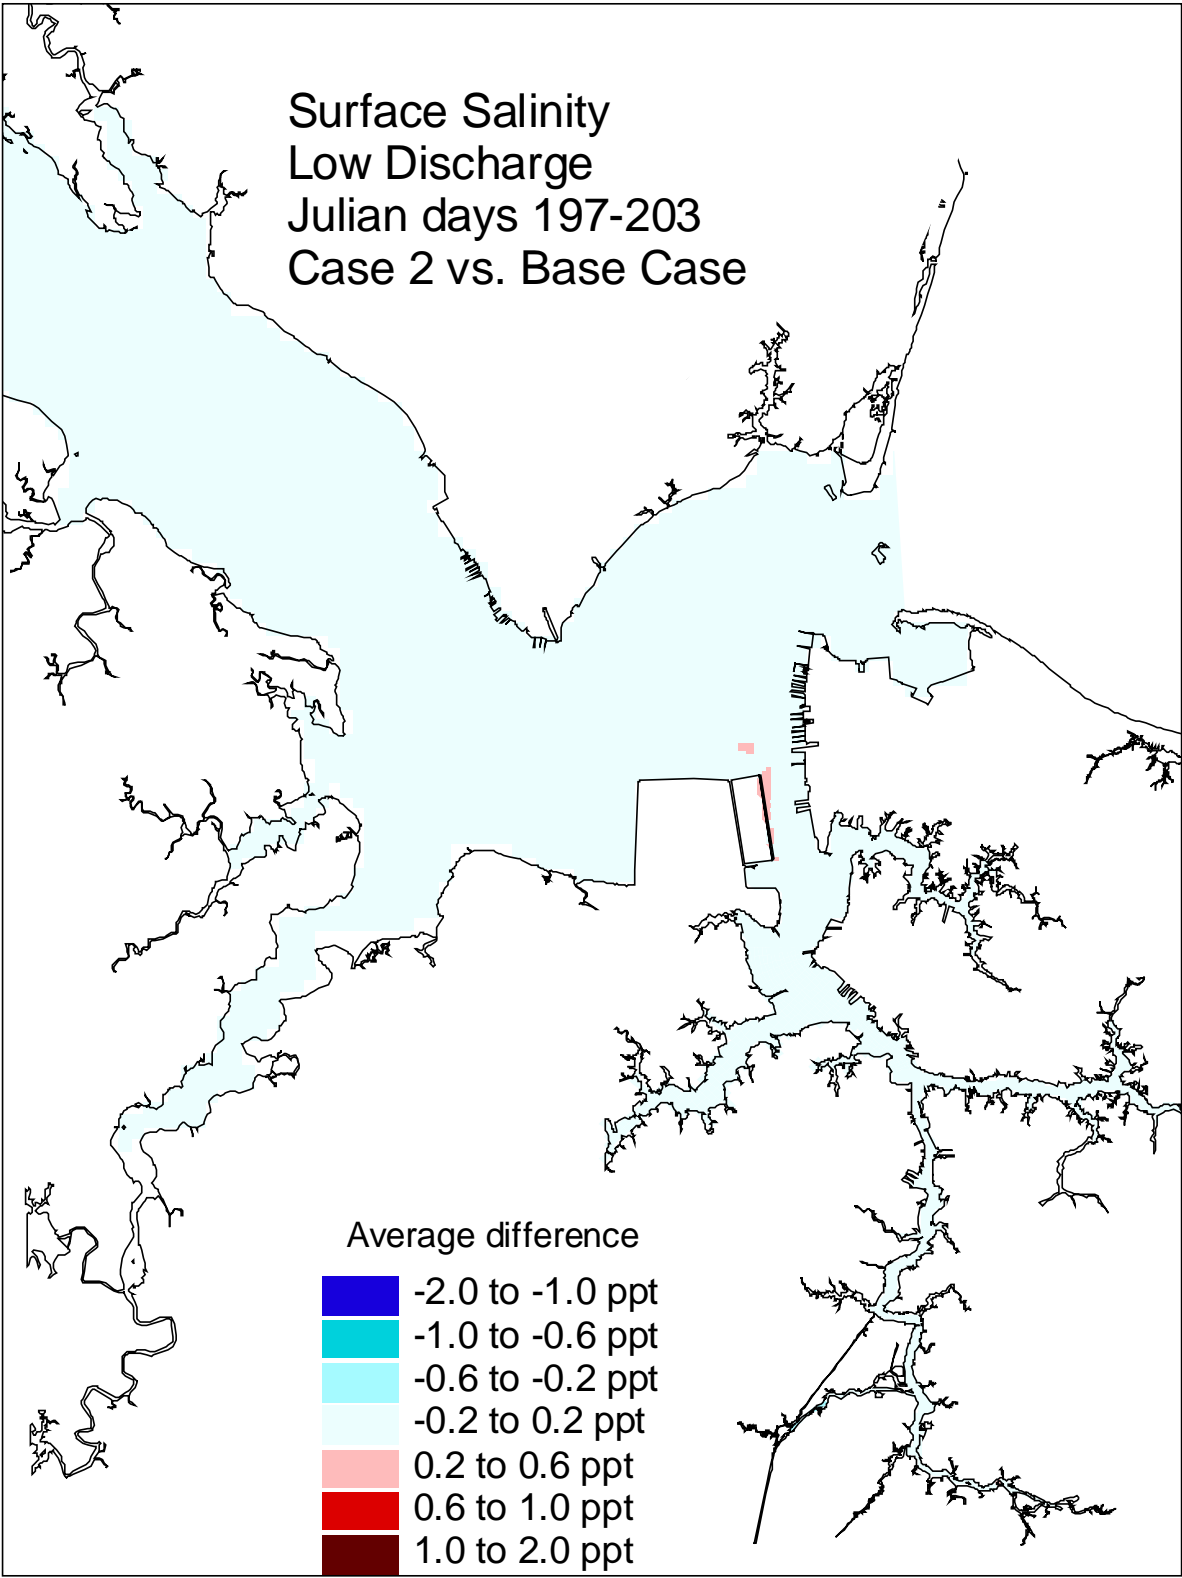 Surface Salinity
Low Discharge
Julian days 197-203
Case 2 vs. Base Case
Average difference
-2.0 to -1.0 ppt
-1.0 to -0.6 ppt
-0.6 to -0.2 ppt
-0.2 to 0.2 ppt
0.2 to 0.6 ppt
0.6 to 1.0 ppt
1.0 to 2.0 ppt